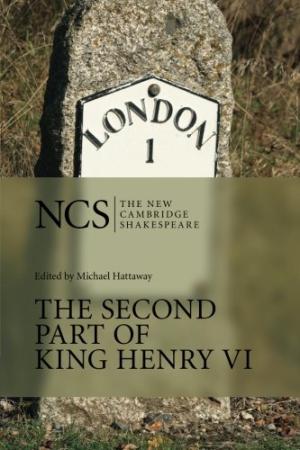 LONDON
1
NCS
THE NEW
CAMBRIDGE
SHAKESPEARE
Edited by Michael Hattaway
THE SECOND
PART OF
KING HENRY VI